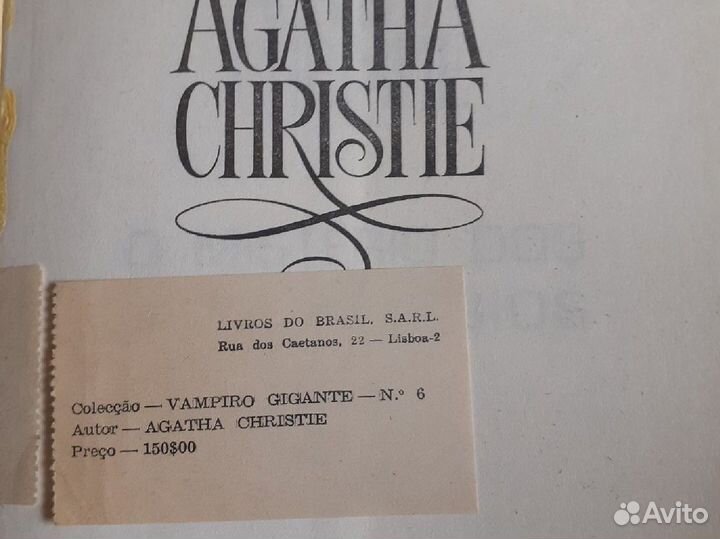 AGATHA
CHRISTIE
LIVROS DO BRASIL. S.A.R.L.
Rua dos Caetanos, 22 — Lisboa-2
Colecção — VAMPIRO GIGANTE — N.º 6
Autor — AGATHA CHRISTIE
Preço — 150$00
Avito